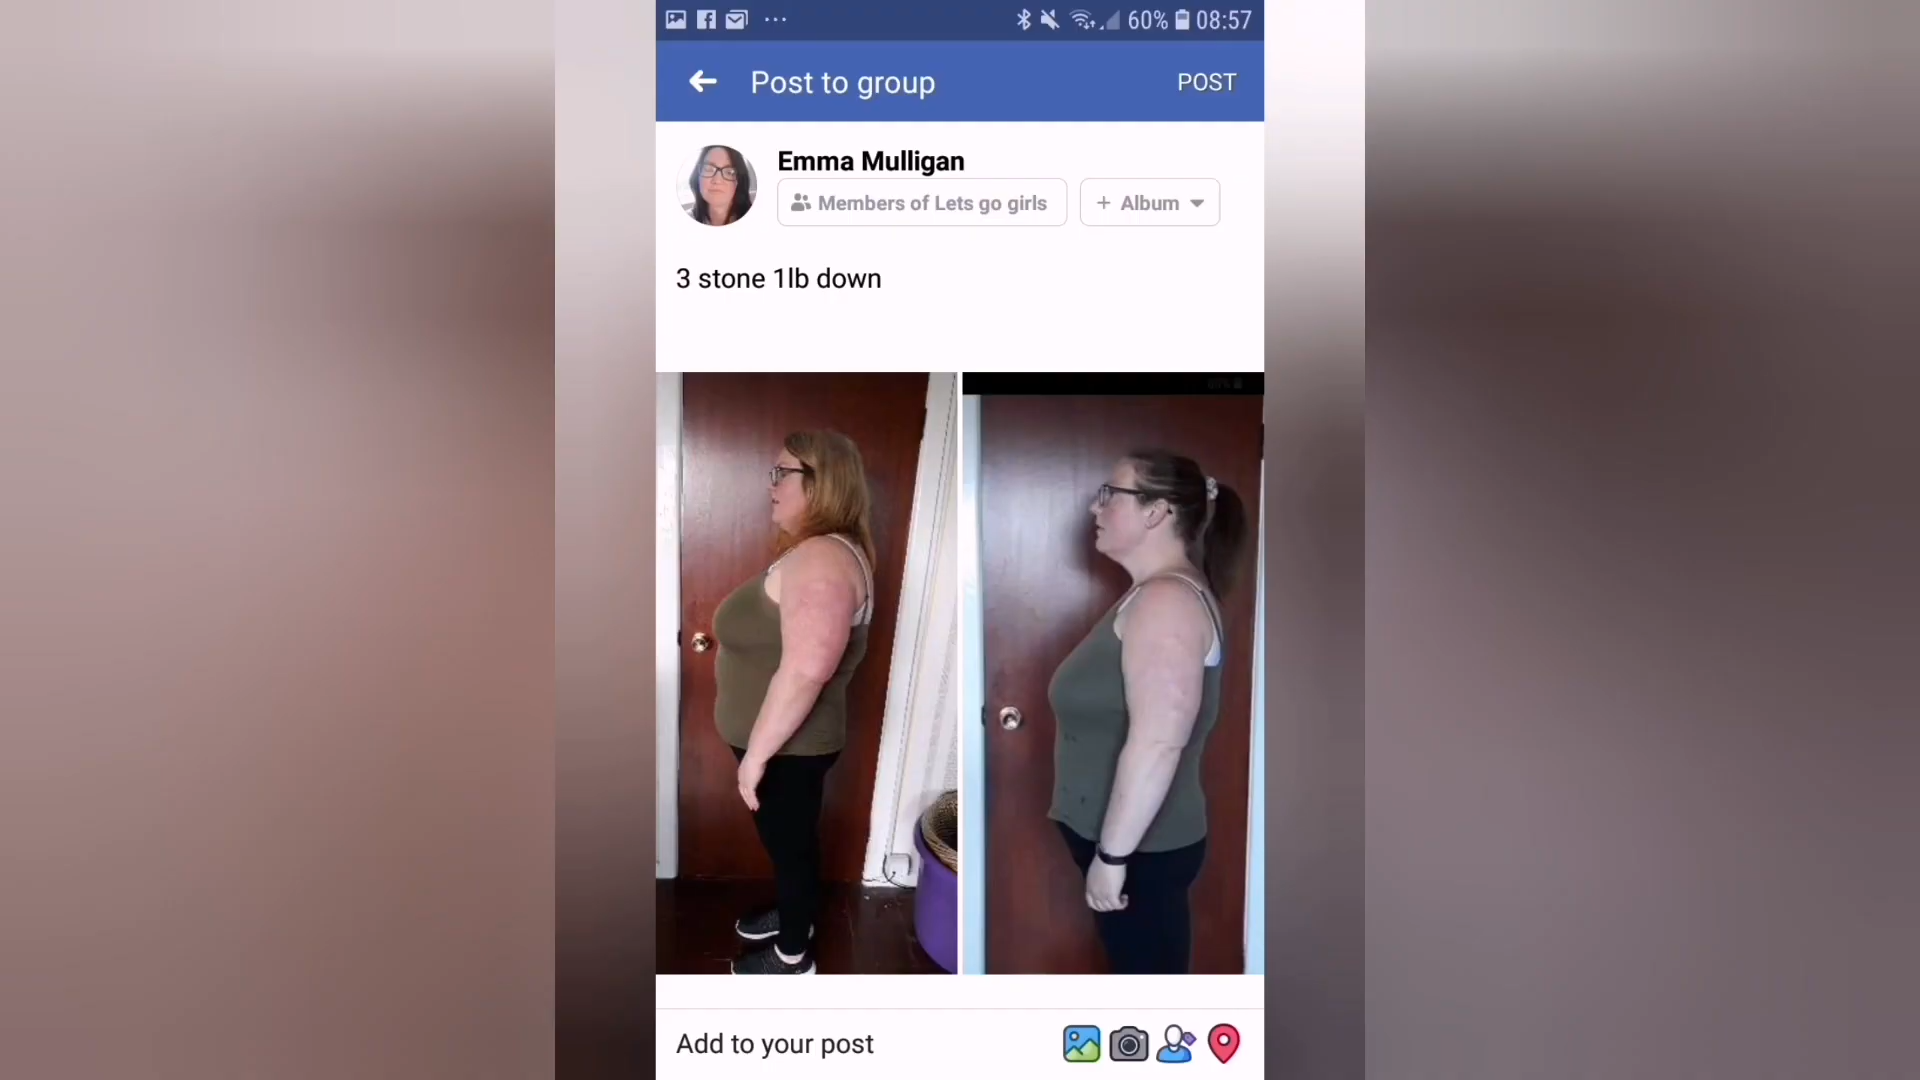 60% 08:57
Post to group
POST
Emma Mulligan
Members of Lets go girls
+ Album
3 stone 1lb down
Add to your post